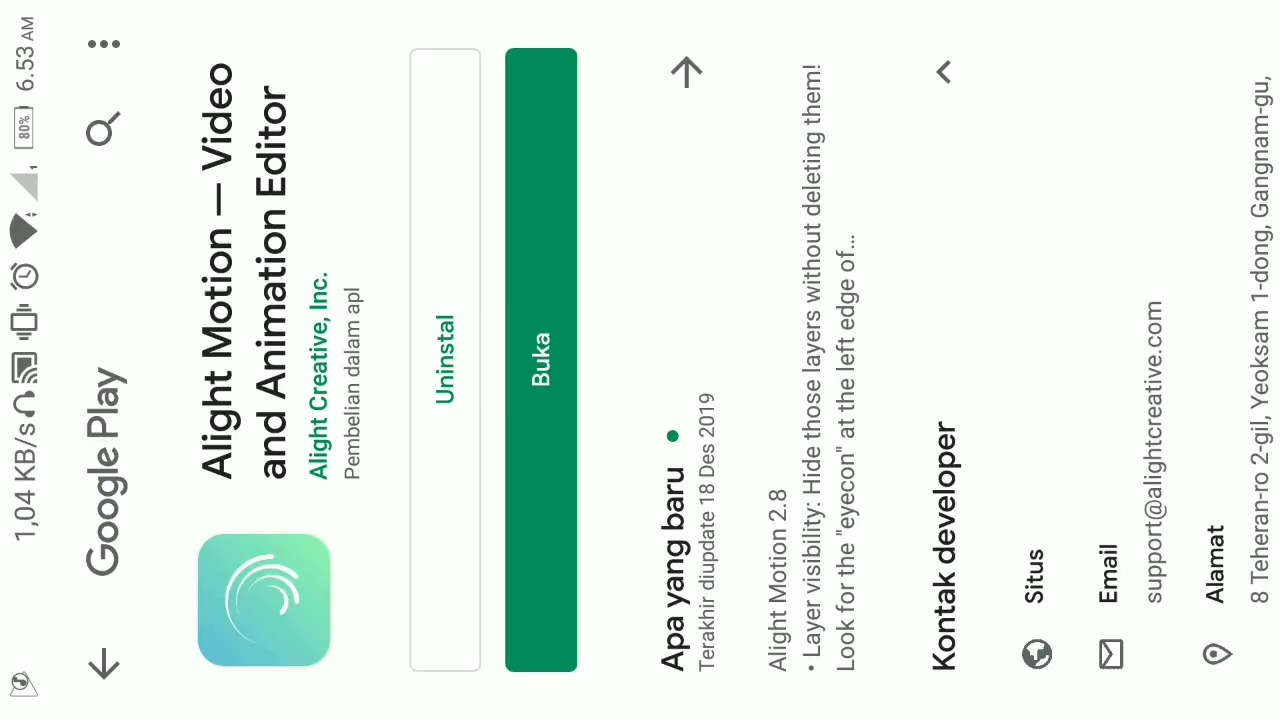 1,04 KB/s
80%
6.53 AM
1
Google Play
Alight Motion — Video
and Animation Editor
Alight Creative, Inc.
Pembelian dalam apl
Uninstal
Buka
Apa yang baru
Terakhir diupdate 18 Des 2019
Alight Motion 2.8
• Layer visibility: Hide those layers without deleting them!
Look for the "eyecon" at the left edge of...
Kontak developer
Situs
Email
support@alightcreative.com
Alamat
8 Teheran-ro 2-gil, Yeoksam 1-dong, Gangnam-gu,